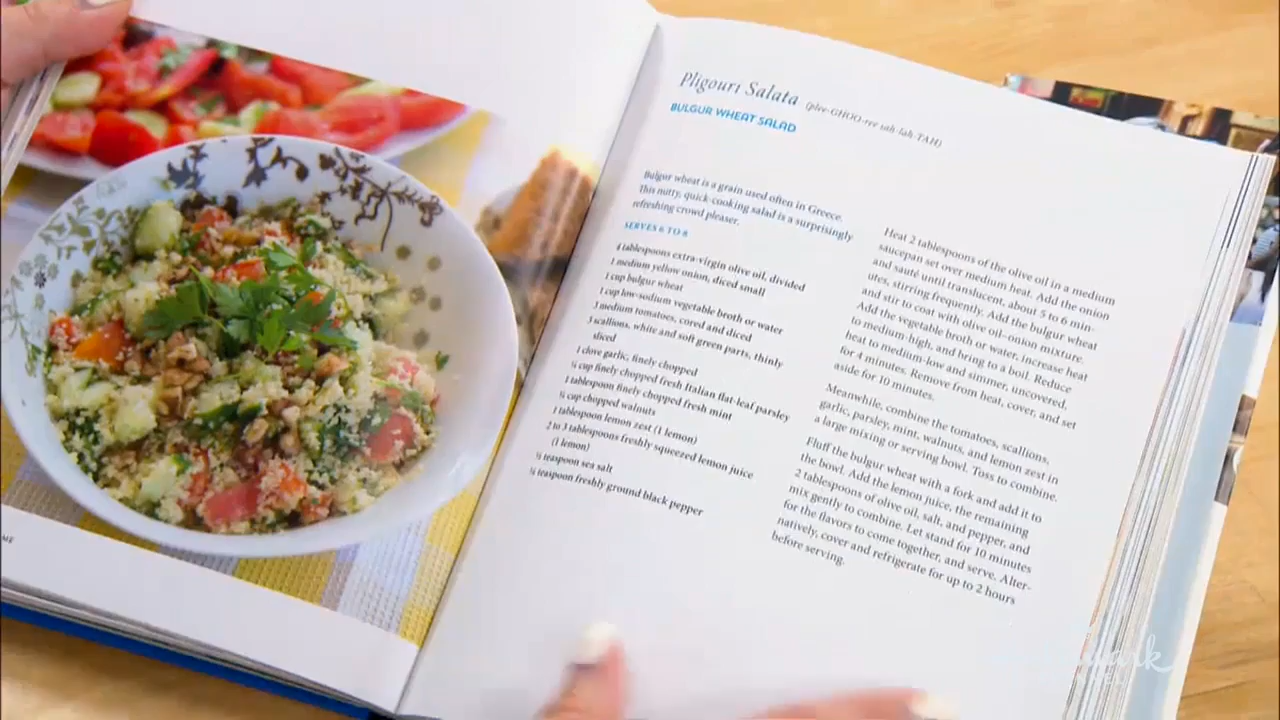 Pligouri Salata (plee-GHOO-ree sah-lah-TAH)
BULGUR WHEAT SALAD
Bulgur wheat is a grain used often in Greece.
This nutty, quick-cooking salad is a surprisingly
refreshing crowd pleaser.
SERVES 6 TO 8
4 tablespoons extra-virgin olive oil, divided
1 medium yellow onion, diced small
1 cup bulgur wheat
1 cup low-sodium vegetable broth or water
3 medium tomatoes, cored and diced
3 scallions, white and soft green parts, thinly
sliced
1 clove garlic, finely chopped
cup finely chopped fresh Italian flat-leaf parsley
1 tablespoon finely chopped fresh mint
cup chopped walnuts
1 tablespoon lemon zest (1 lemon)
2 to 3 tablespoons freshly squeezed lemon juice
(1 lemon)
teaspoon sea salt
teaspoon freshly ground black pepper
Heat 2 tablespoons of the olive oil in a medium
saucepan set over medium heat. Add the onion
and sauté until translucent, about 5 to 6 min-
utes, stirring frequently. Add the bulgur wheat
and stir to coat with olive oil–onion mixture.
Add the vegetable broth or water, increase heat
to medium-high, and bring to a boil. Reduce
heat to medium-low and simmer, uncovered,
for 4 minutes. Remove from heat, cover, and set
aside for 10 minutes.
Meanwhile, combine the tomatoes, scallions,
garlic, parsley, mint, walnuts, and lemon zest in
a large mixing or serving bowl. Toss to combine.
Fluff the bulgur wheat with a fork and add it to
the bowl. Add the lemon juice, the remaining
2 tablespoons of olive oil, salt, and pepper, and
mix gently to combine. Let stand for 10 minutes
for the flavors to come together, and serve. Alter-
natively, cover and refrigerate for up to 2 hours
before serving.
ME